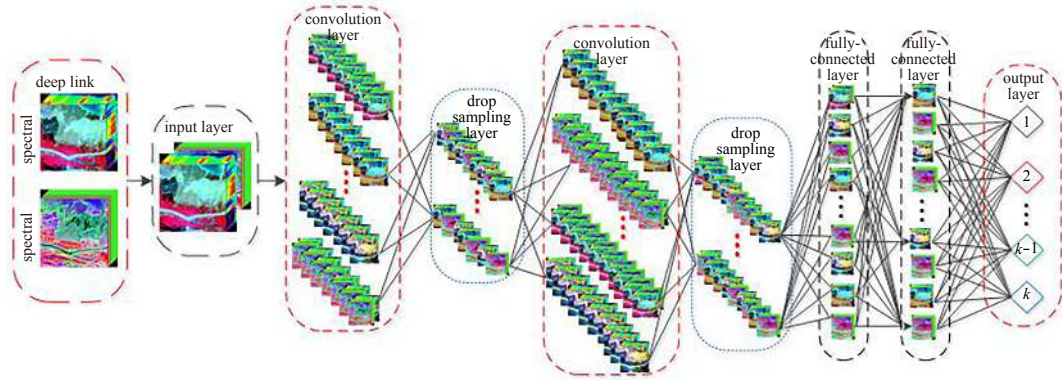 deep link
spectral
spectral
input layer
convolution
layer
drop
sampling
layer
convolution
layer
drop
sampling
layer
fully-
connected
layer
fully-
connected
layer
output
layer
1
2
k-1
k